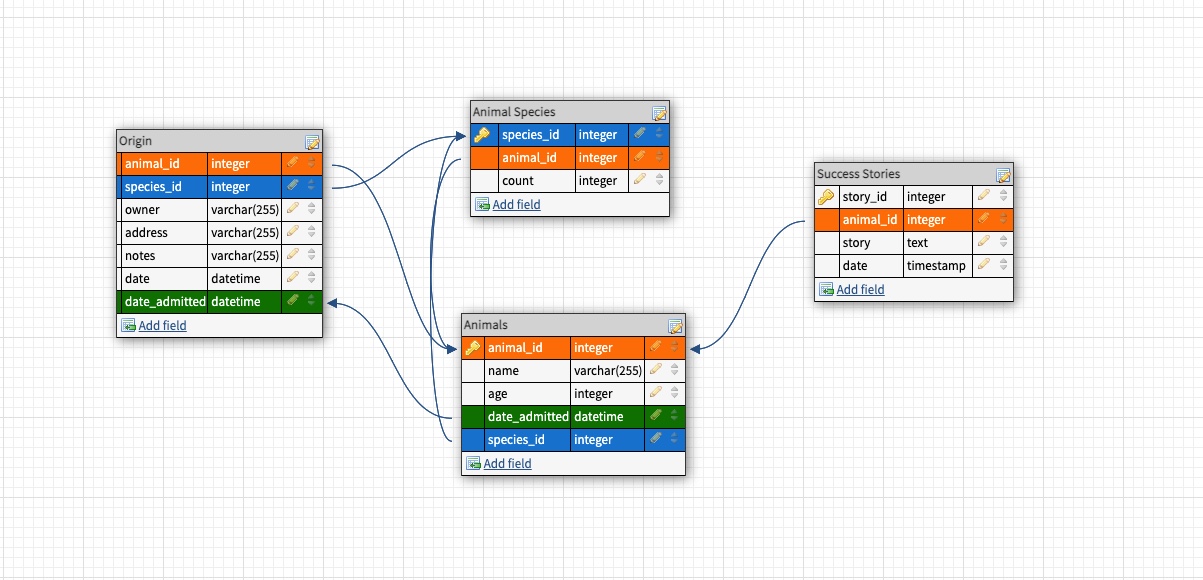 Origin
animal_id integer
species_id integer
owner varchar(255)
address varchar(255)
notes varchar(255)
date datetime
date_admitted datetime
Add field
Animal Species
species_id integer
animal_id integer
count integer
Add field
Animals
animal_id integer
name varchar(255)
age integer
date_admitted datetime
species_id integer
Add field
Success Stories
story_id integer
animal_id integer
story text
date timestamp
Add field